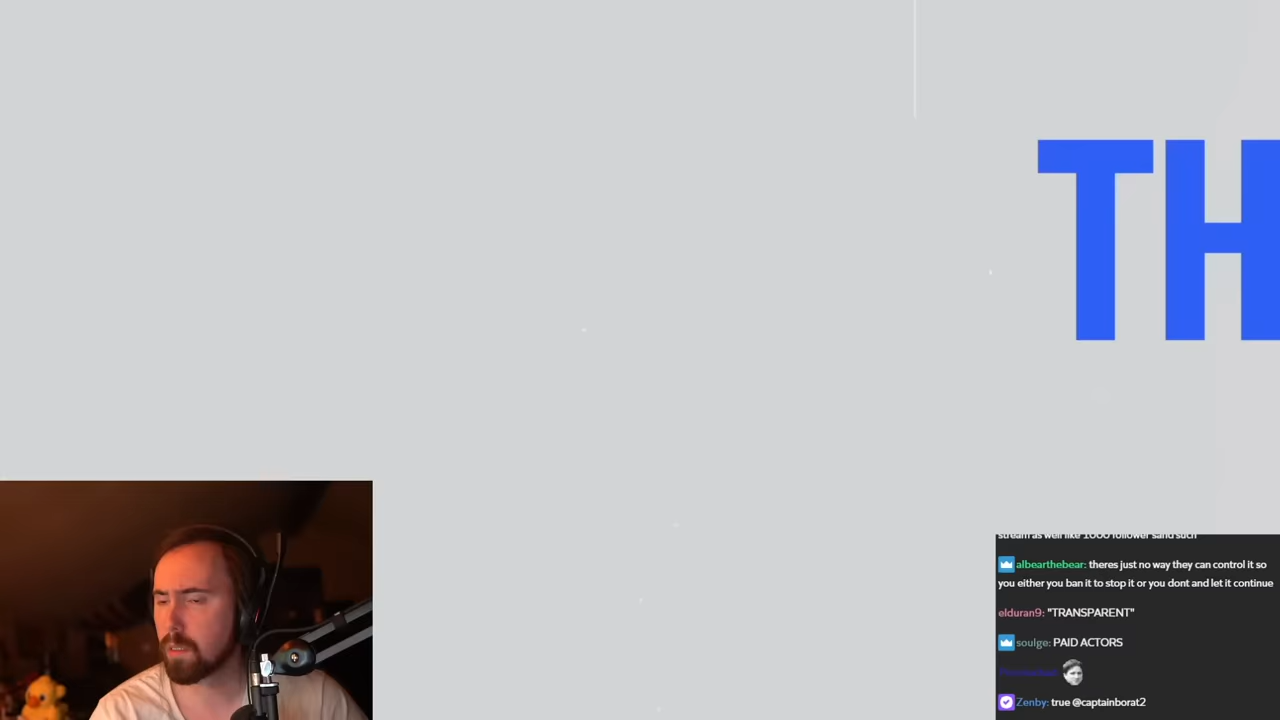 TH
stream as well like 1000 follower sand such
albearthebear: theres just no way they can control it so
you either you ban it to stop it or you dont and let it continue
elduran9: "TRANSPARENT"
soulge: PAID ACTORS
Zenby: true @captainborat2